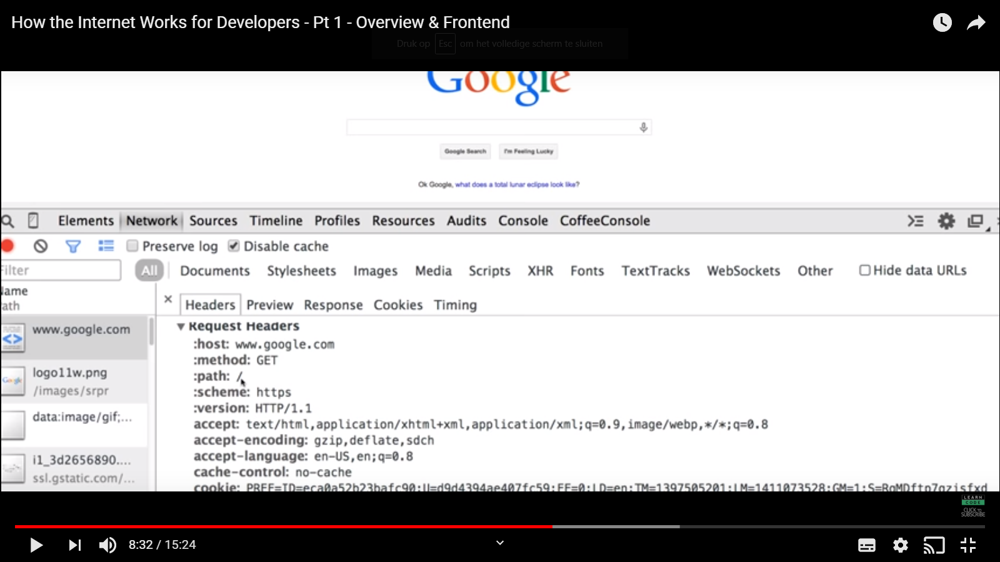 How the Internet Works for Developers - Pt 1 - Overview & Frontend
Druk op Esc om het volledige scherm te sluiten
Google
Google Search I'm Feeling Lucky
Ok Google, what does a total lunar eclipse look like?
Elements Network Sources Timeline Profiles Resources Audits Console CoffeeConsole
Preserve log Disable cache
Filter All Documents Stylesheets Images Media Scripts XHR Fonts TextTracks WebSockets Other Hide data URLs
Name
Path
Headers Preview Response Cookies Timing
www.google.com
logo11w.png
/images/srpr
data:image/gif;...
i1_3d2656890....
ssl.gstatic.com/...
Request Headers
:host: www.google.com
:method: GET
:path: /
:scheme: https
:version: HTTP/1.1
accept: text/html,application/xhtml+xml,application/xml;q=0.9,image/webp,*/*;q=0.8
accept-encoding: gzip,deflate,sdch
accept-language: en-US,en;q=0.8
cache-control: no-cache
cookie: PREF=ID=eca0a52b23bafc90:U=d9d4394ae407fc59:FF=0:LD=en:TM=1397505201:LM=1411073528:GM=1:S=
LEARN
CODE
CLICK TO
SUBSCRIBE
8:32 / 15:24